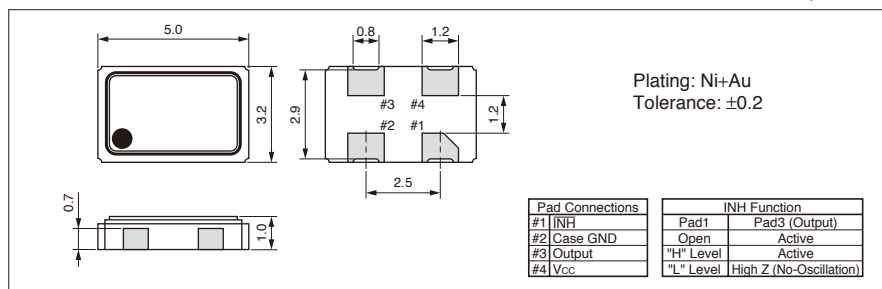 5.0
3.2
0.7
1.0
0.8
1.2
2.9
#3 #4
#2 #1
1.2
2.5
Plating: Ni+Au
Tolerance: ±0.2
Pad Connections
#1 INH
#2 Case GND
#3 Output
#4 Vcc
INH Function
Pad1 Pad3 (Output)
Open Active
"H" Level Active
"L" Level High Z (No-Oscillation)